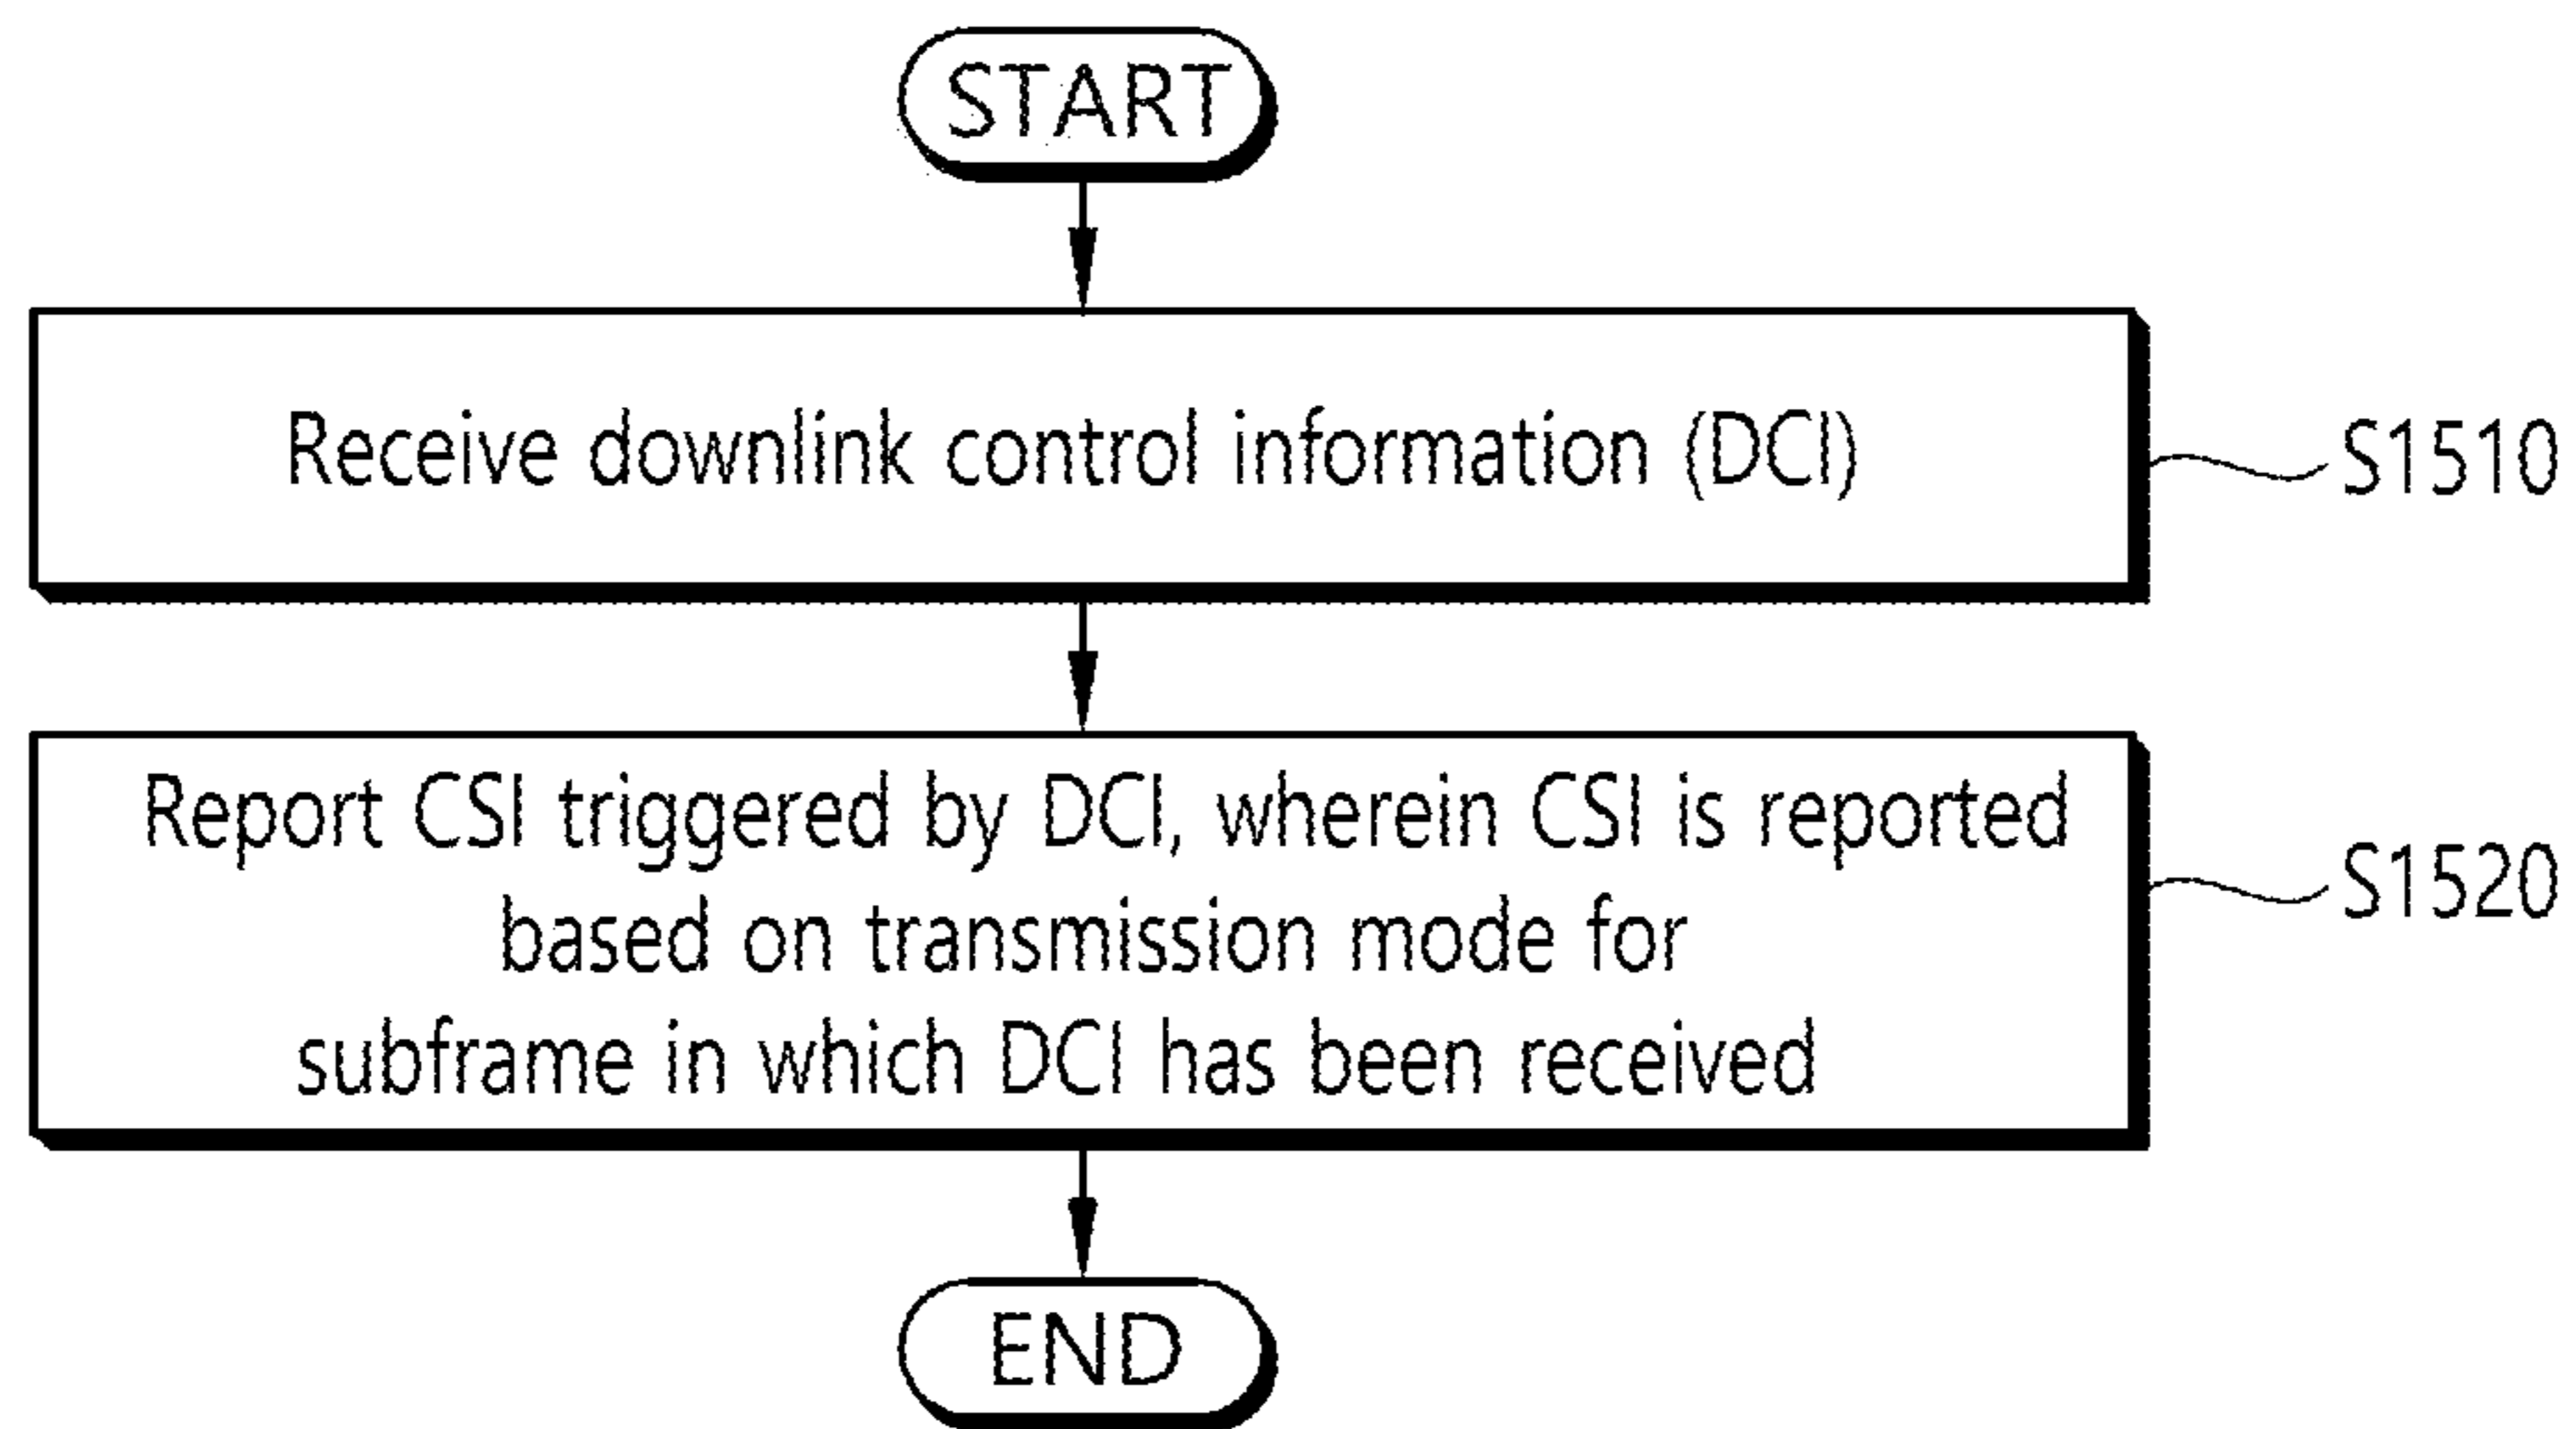 START
Receive downlink control information (DCI)
S1510
Report CSI triggered by DCI, wherein CSI is reported
based on transmission mode for
subframe in which DCI has been received
S1520
END